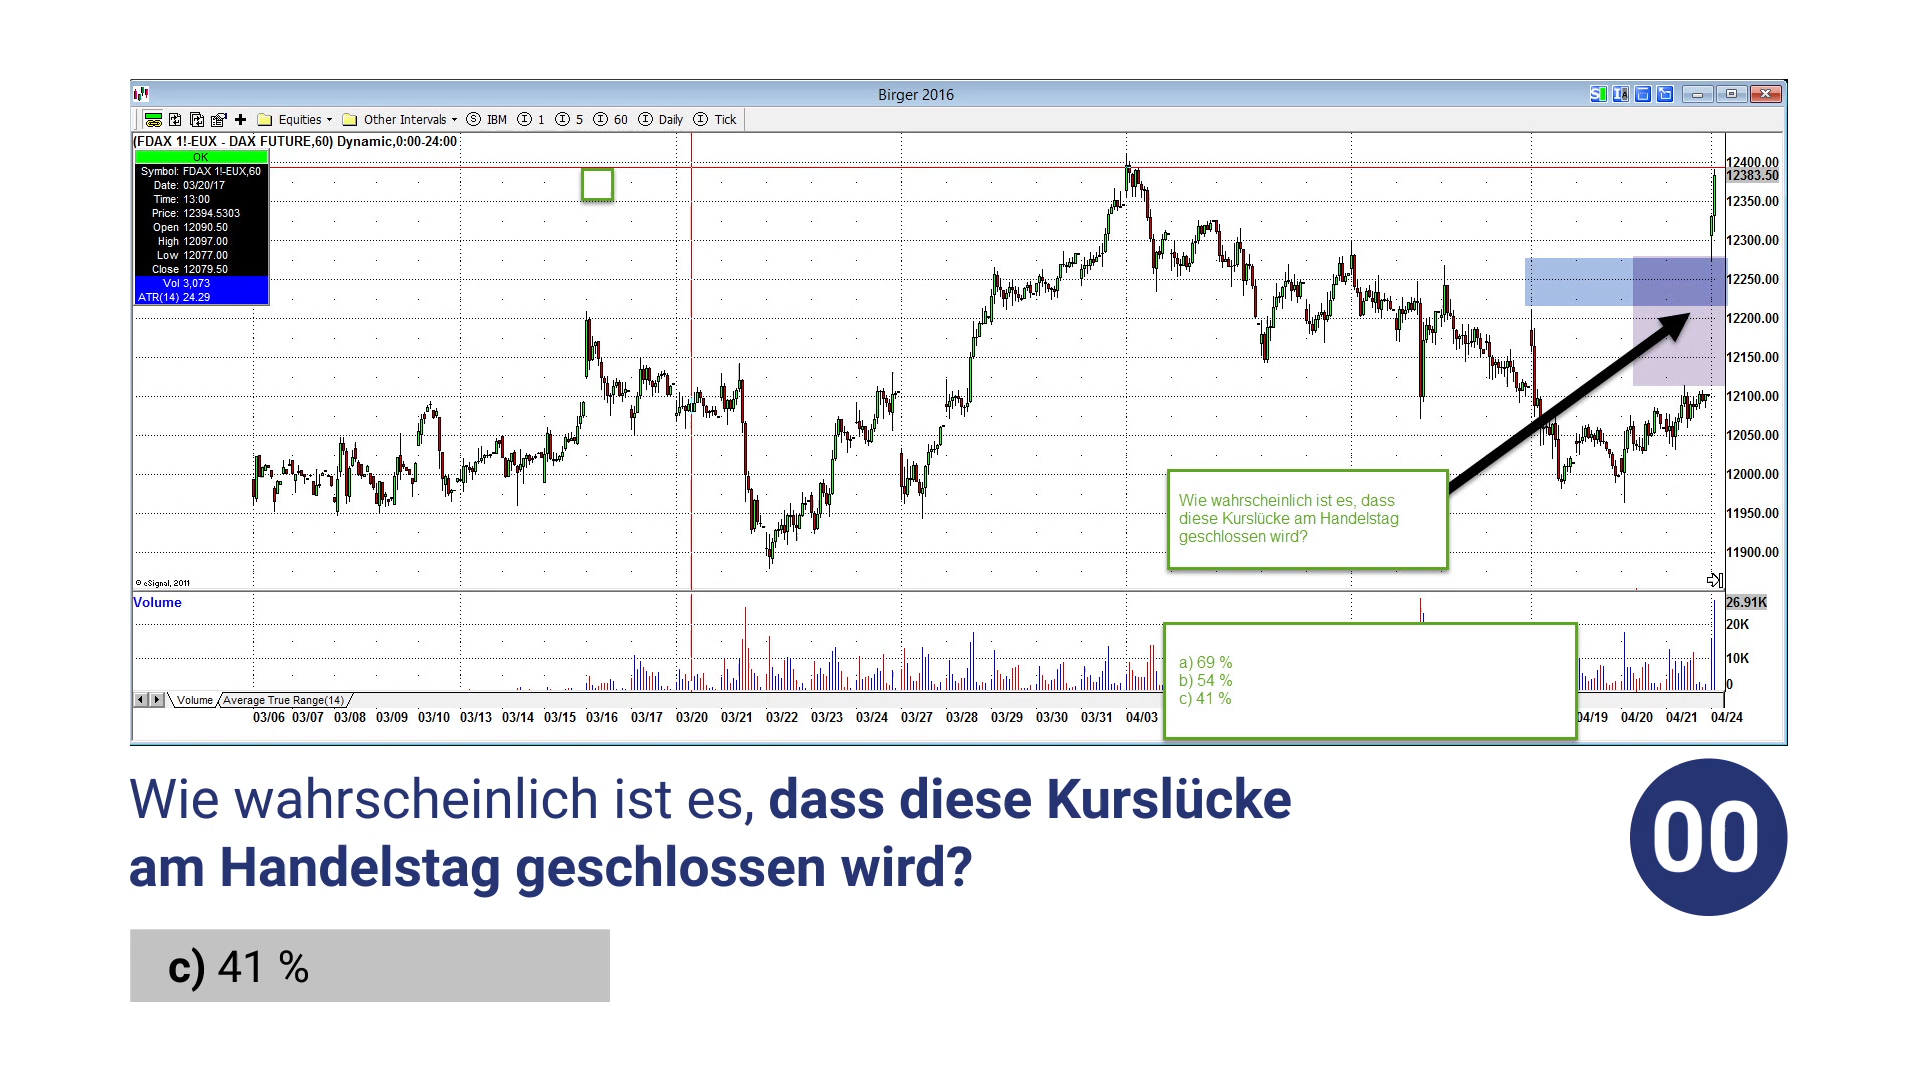 Birger 2016
Equities
Other Intervals
IBM
1
5
60
Daily
Tick
(FDAX 1!-EUX - DAX FUTURE,60) Dynamic,0:00-24:00
OK
Symbol: FDAX 1!-EUX,60
Date: 03/20/17
Time: 13:00
Price: 12394.5303
Open 12090.50
High 12097.00
Low 12077.00
Close 12079.50
Vol 3,073
ATR(14) 24.29
12400.00
12383.50
12350.00
12300.00
12250.00
12200.00
12150.00
12100.00
12050.00
12000.00
11950.00
11900.00
Wie wahrscheinlich ist es, dass
diese Kurslücke am Handelstag
geschlossen wird?
© eSignal, 2011
Volume
26.91K
20K
10K
0
a) 69 %
b) 54 %
c) 41 %
Volume
Average True Range(14)
03/06 03/07 03/08 03/09 03/10 03/13 03/14 03/15 03/16 03/17 03/20 03/21 03/22 03/23 03/24 03/27 03/28 03/29 03/30 03/31 04/03 04/19 04/20 04/21 04/24
Wie wahrscheinlich ist es, dass diese Kurslücke
am Handelstag geschlossen wird?
00
c) 41 %